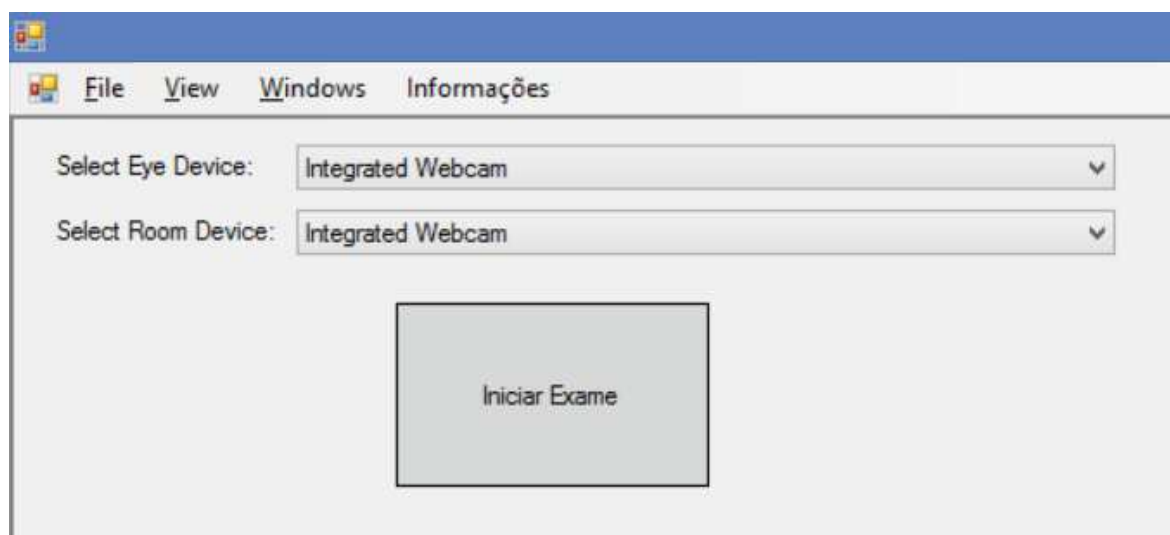 File View Windows Informações
Select Eye Device: Integrated Webcam
Select Room Device: Integrated Webcam
Iniciar Exame